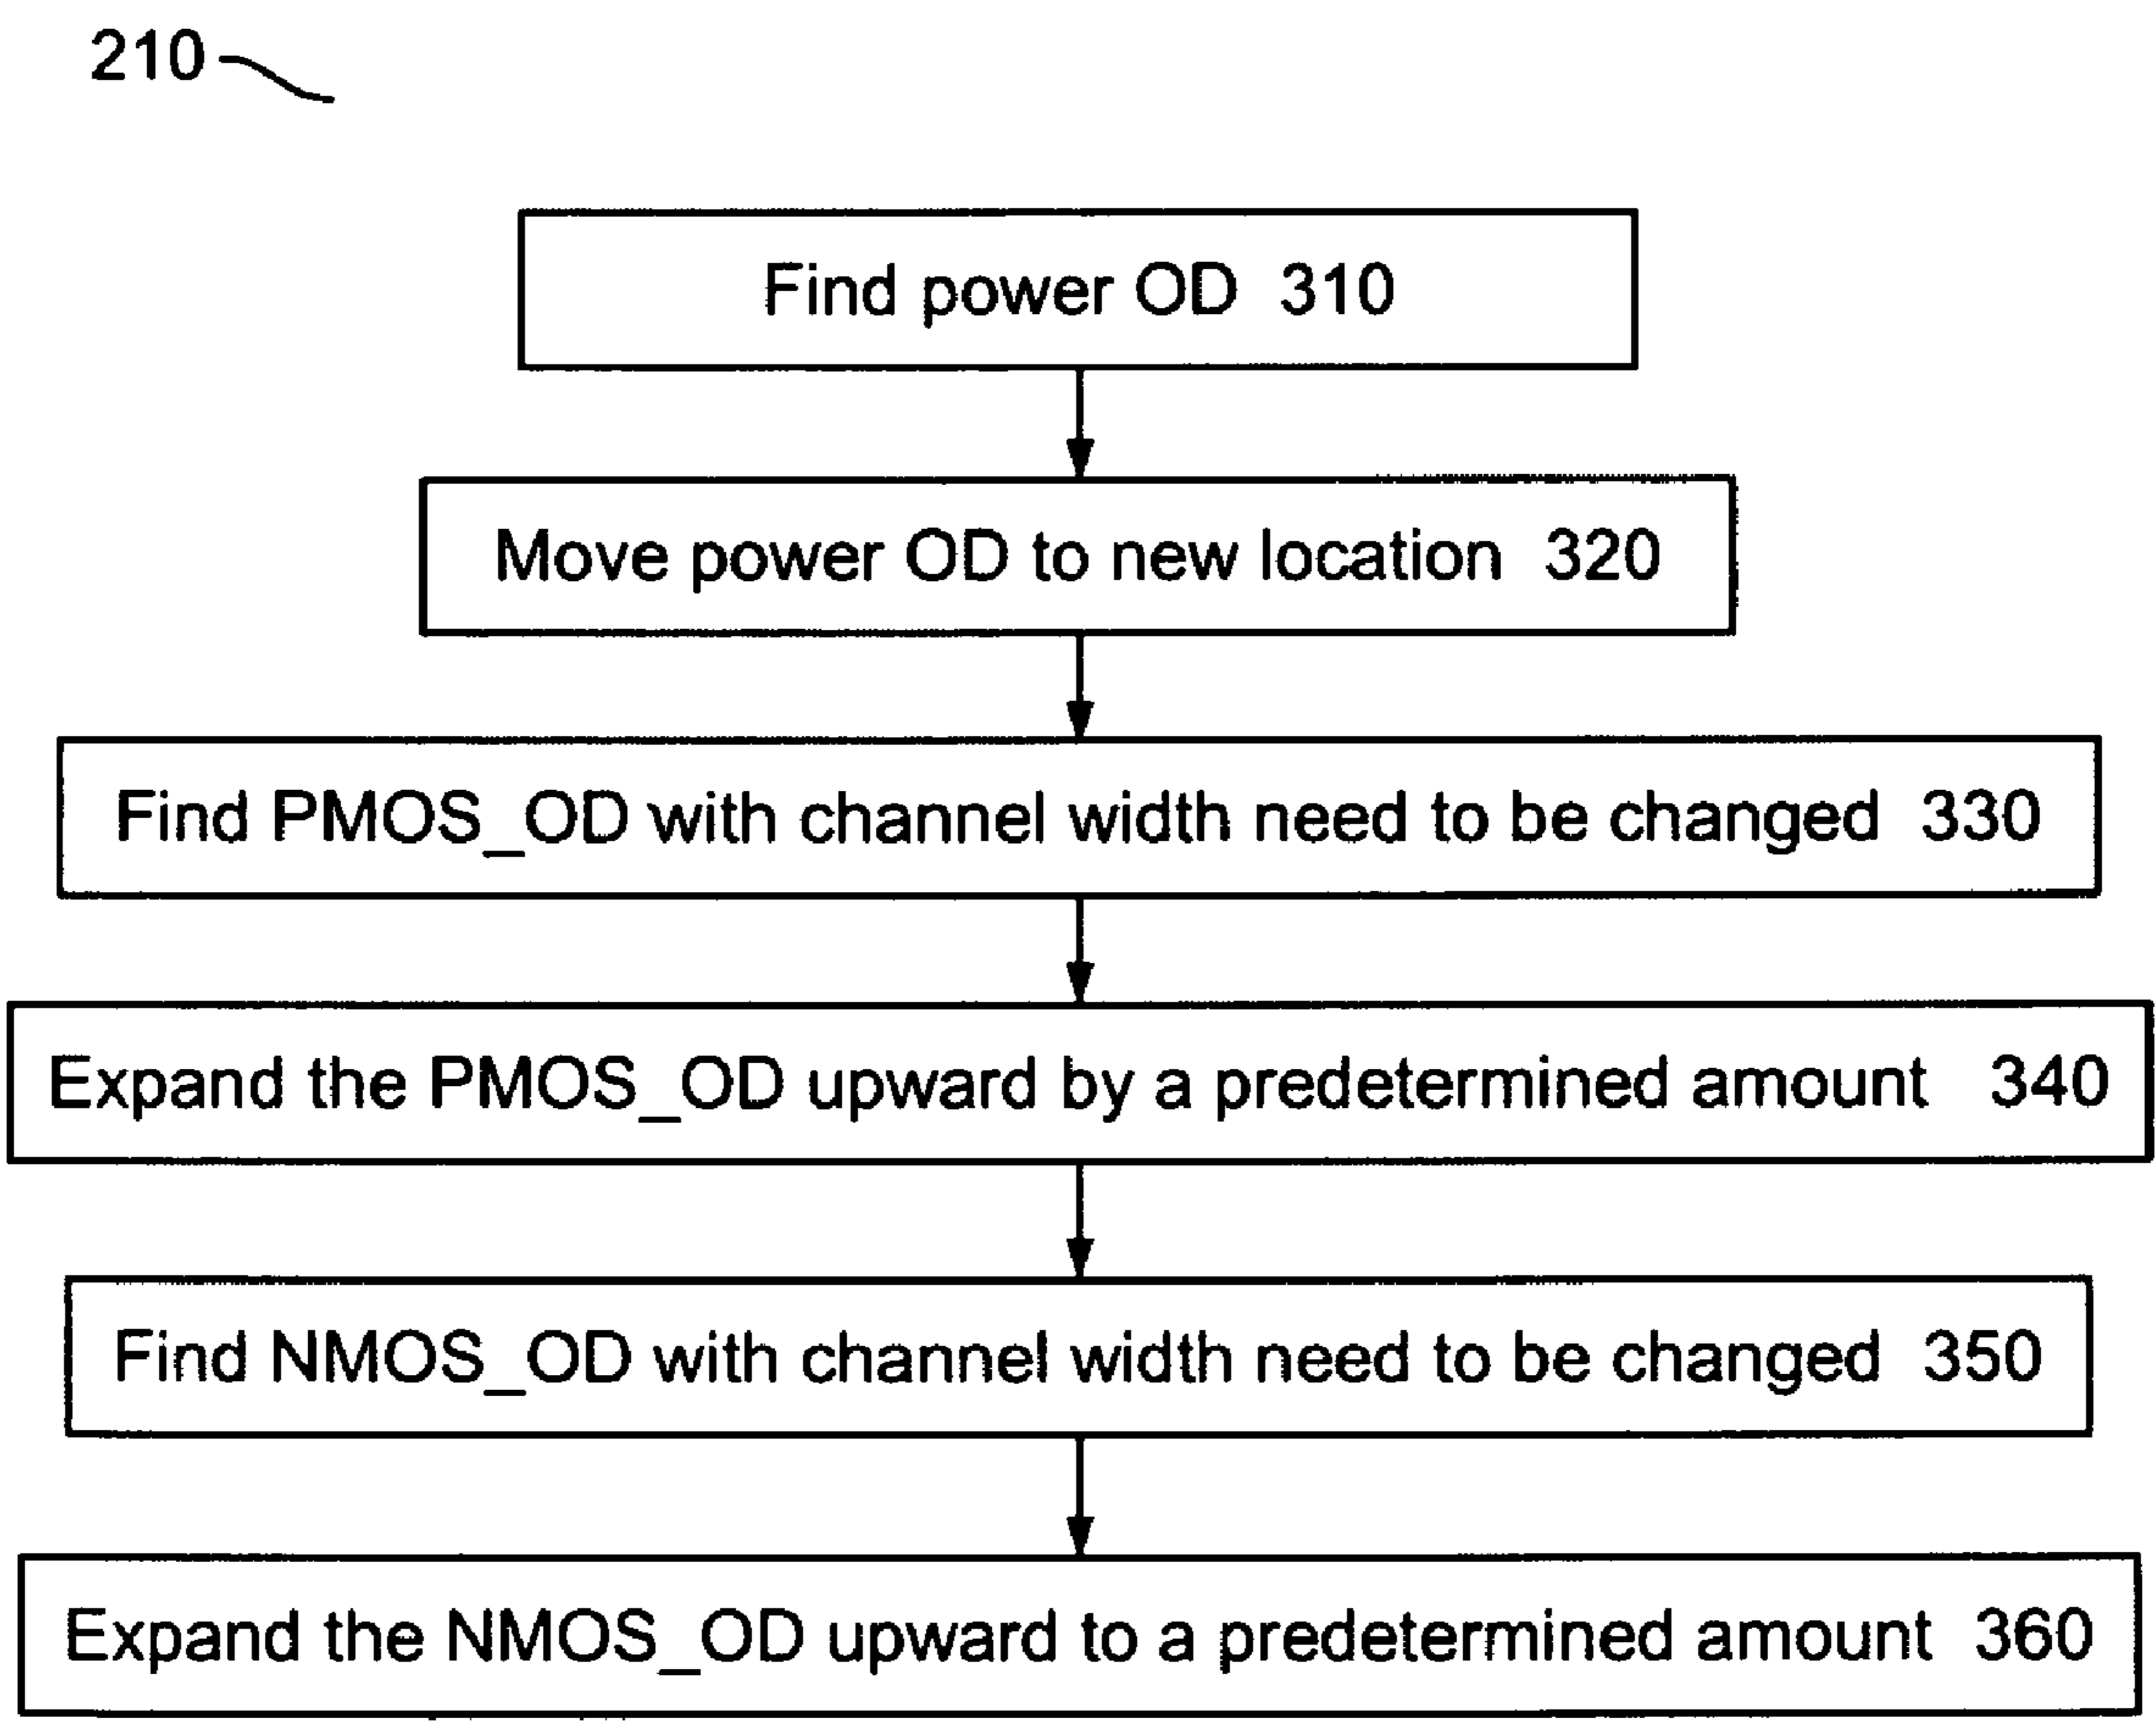 210
Find power OD 310
Move power OD to new location 320
Find PMOS_OD with channel width need to be changed 330
Expand the PMOS_OD upward by a predetermined amount 340
Find NMOS_OD with channel width need to be changed 350
Expand the NMOS_OD upward to a predetermined amount 360